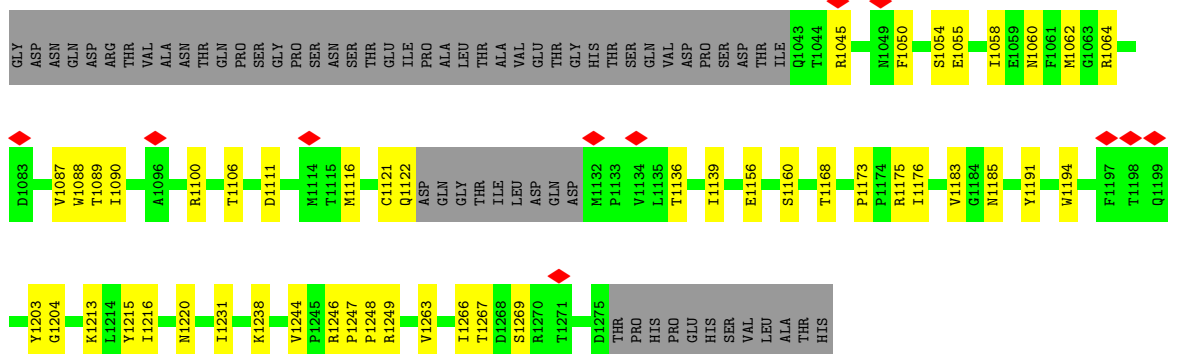 GLY ASP ASN GLN ASP ARG THR VAL ALA ASN THR GLN PRO SER GLY PRO SER ASN SER THR GLU ILE PRO ALA LEU THR ALA VAL GLU THR GLY HIS THR SER GLN VAL ASP PRO SER ASP THR ILE Q1043 T1044 R1045 N1049 F1050 S1054 E1055 I1058 E1059 N1060 F1061 M1062 G1063 R1064
D1083 V1087 W1088 T1089 I1090 A1096 R1100 T1106 D1111 M1114 T1115 M1116 C1121 Q1122 ASP GLN GLY THR ILE LEU ASP GLN ASP M1132 P1133 V1134 L1135 T1136 I1139 E1156 S1160 T1168 P1173 P1174 R1175 I1176 V1183 G1184 N1185 Y1191 W1194 F1197 T1198 Q1199
Y1203 G1204 K1213 L1214 Y1215 I1216 N1220 I1231 K1238 V1244 P1245 R1246 P1247 P1248 R1249 V1263 I1266 T1267 D1268 S1269 R1270 T1271 D1275 THR PRO HIS PRO GLU HIS SER VAL LEU ALA THR HIS